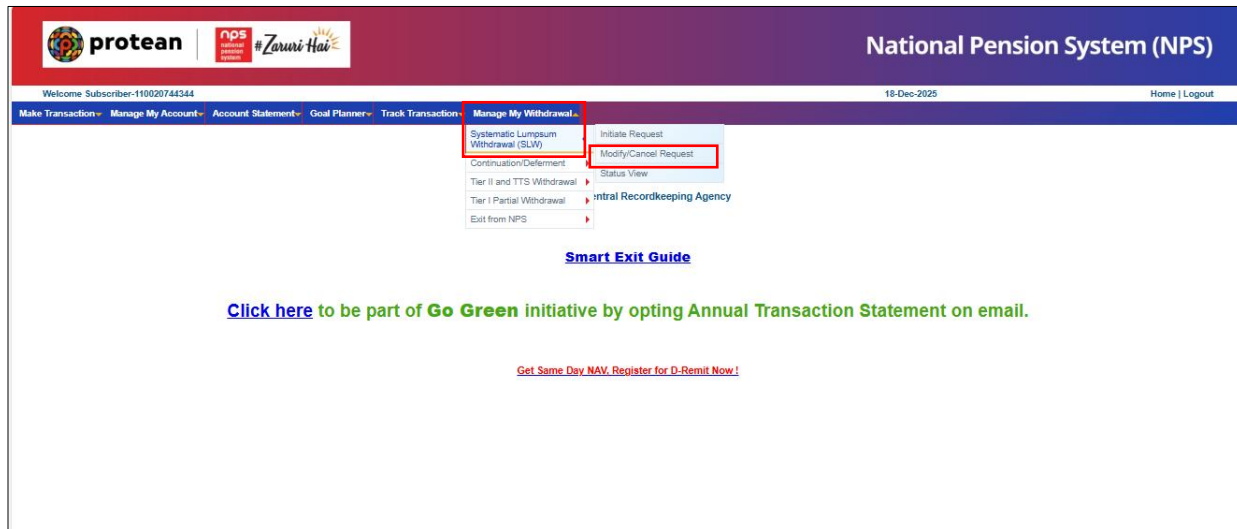 protean
nps
national
pension
system
#Zaruri Hai
National Pension System (NPS)
Welcome Subscriber-110020744344
18-Dec-2025
Home | Logout
Make Transaction
Manage My Account
Account Statement
Goal Planner
Track Transaction
Manage My Withdrawal
Systematic Lumpsum
Withdrawal (SLW)
Initiate Request
Modify/Cancel Request
Status View
Continuation/Deferment
Tier II and TTS Withdrawal
Tier I Partial Withdrawal
Exit from NPS
entral Recordkeeping Agency
Smart Exit Guide
Click here to be part of Go Green initiative by opting Annual Transaction Statement on email.
Get Same Day NAV, Register for D-Remit Now !